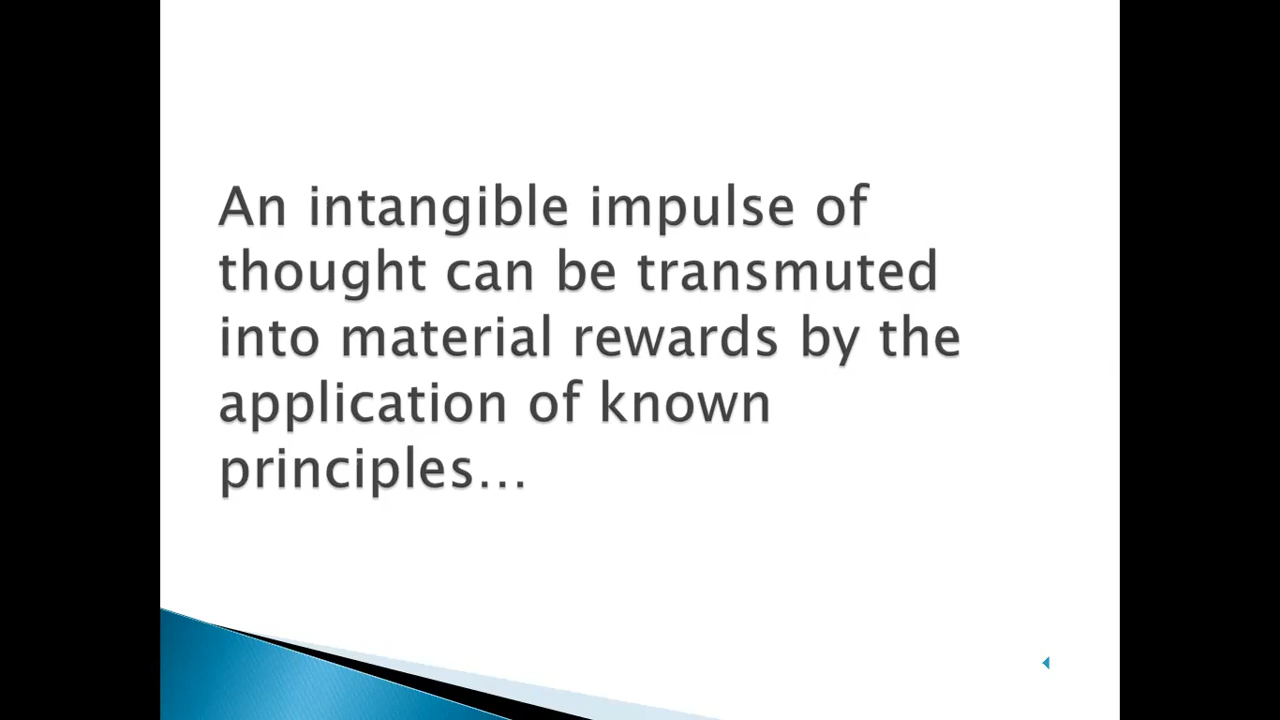 An intangible impulse of
thought can be transmuted
into material rewards by the
application of known
principles…